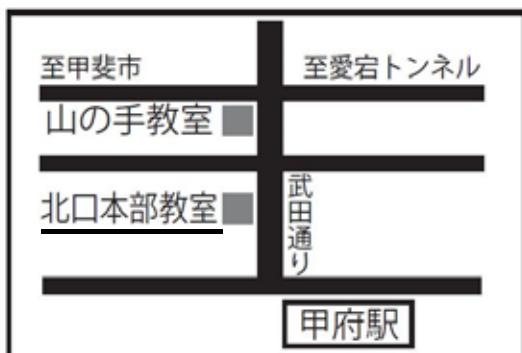 至甲斐市
至愛宕トンネル
山の手教室
北口本部教室
武田通り
甲府駅